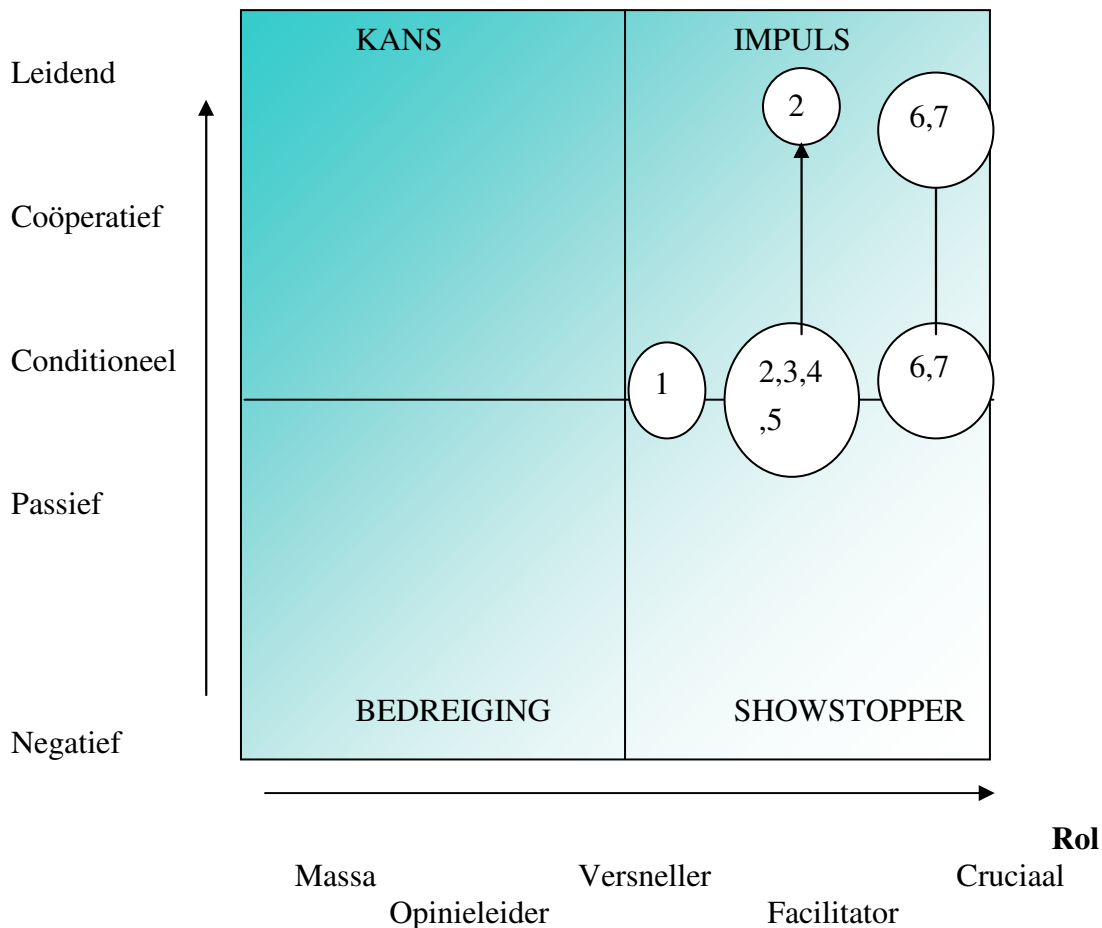 KANS
IMPULS
Leidend
2
6,7
Coöperatief
Conditioneel
1
2,3,4
,5
6,7
Passief
BEDREIGING
SHOWSTOPPER
Negatief
Rol
Massa
Versneller
Cruciaal
Opinieleider
Facilitator